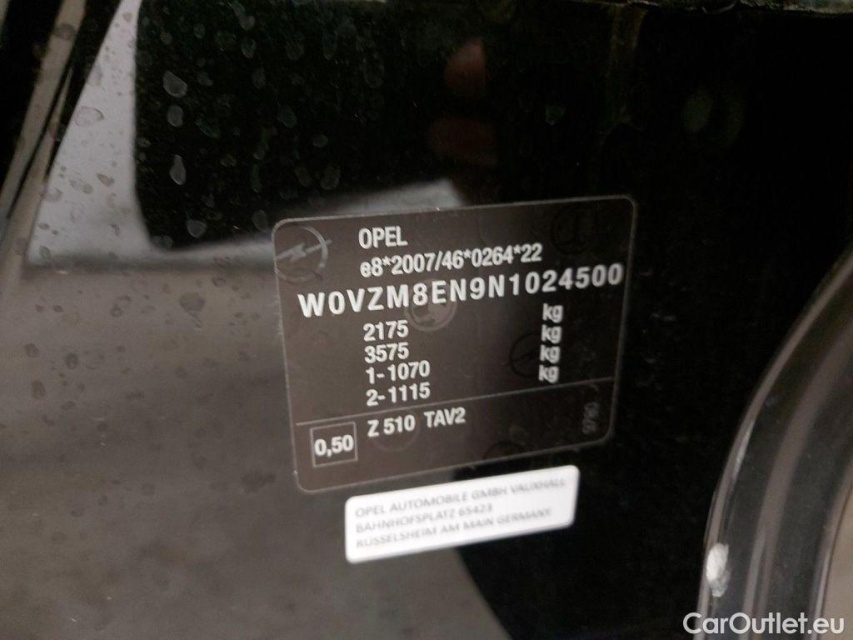 OPEL
e8*2007/46*0264*22
W0VZM8EN9N1024500
2175 kg
3575 kg
1-1070 kg
2-1115 kg
0,50 Z 510 TAV2
OPEL AUTOMOBILE GMBH VAUXHALL
BAHNHOFSPLATZ 65423
RUSSELSHEIM AM MAIN GERMANY
CarOutlet.eu